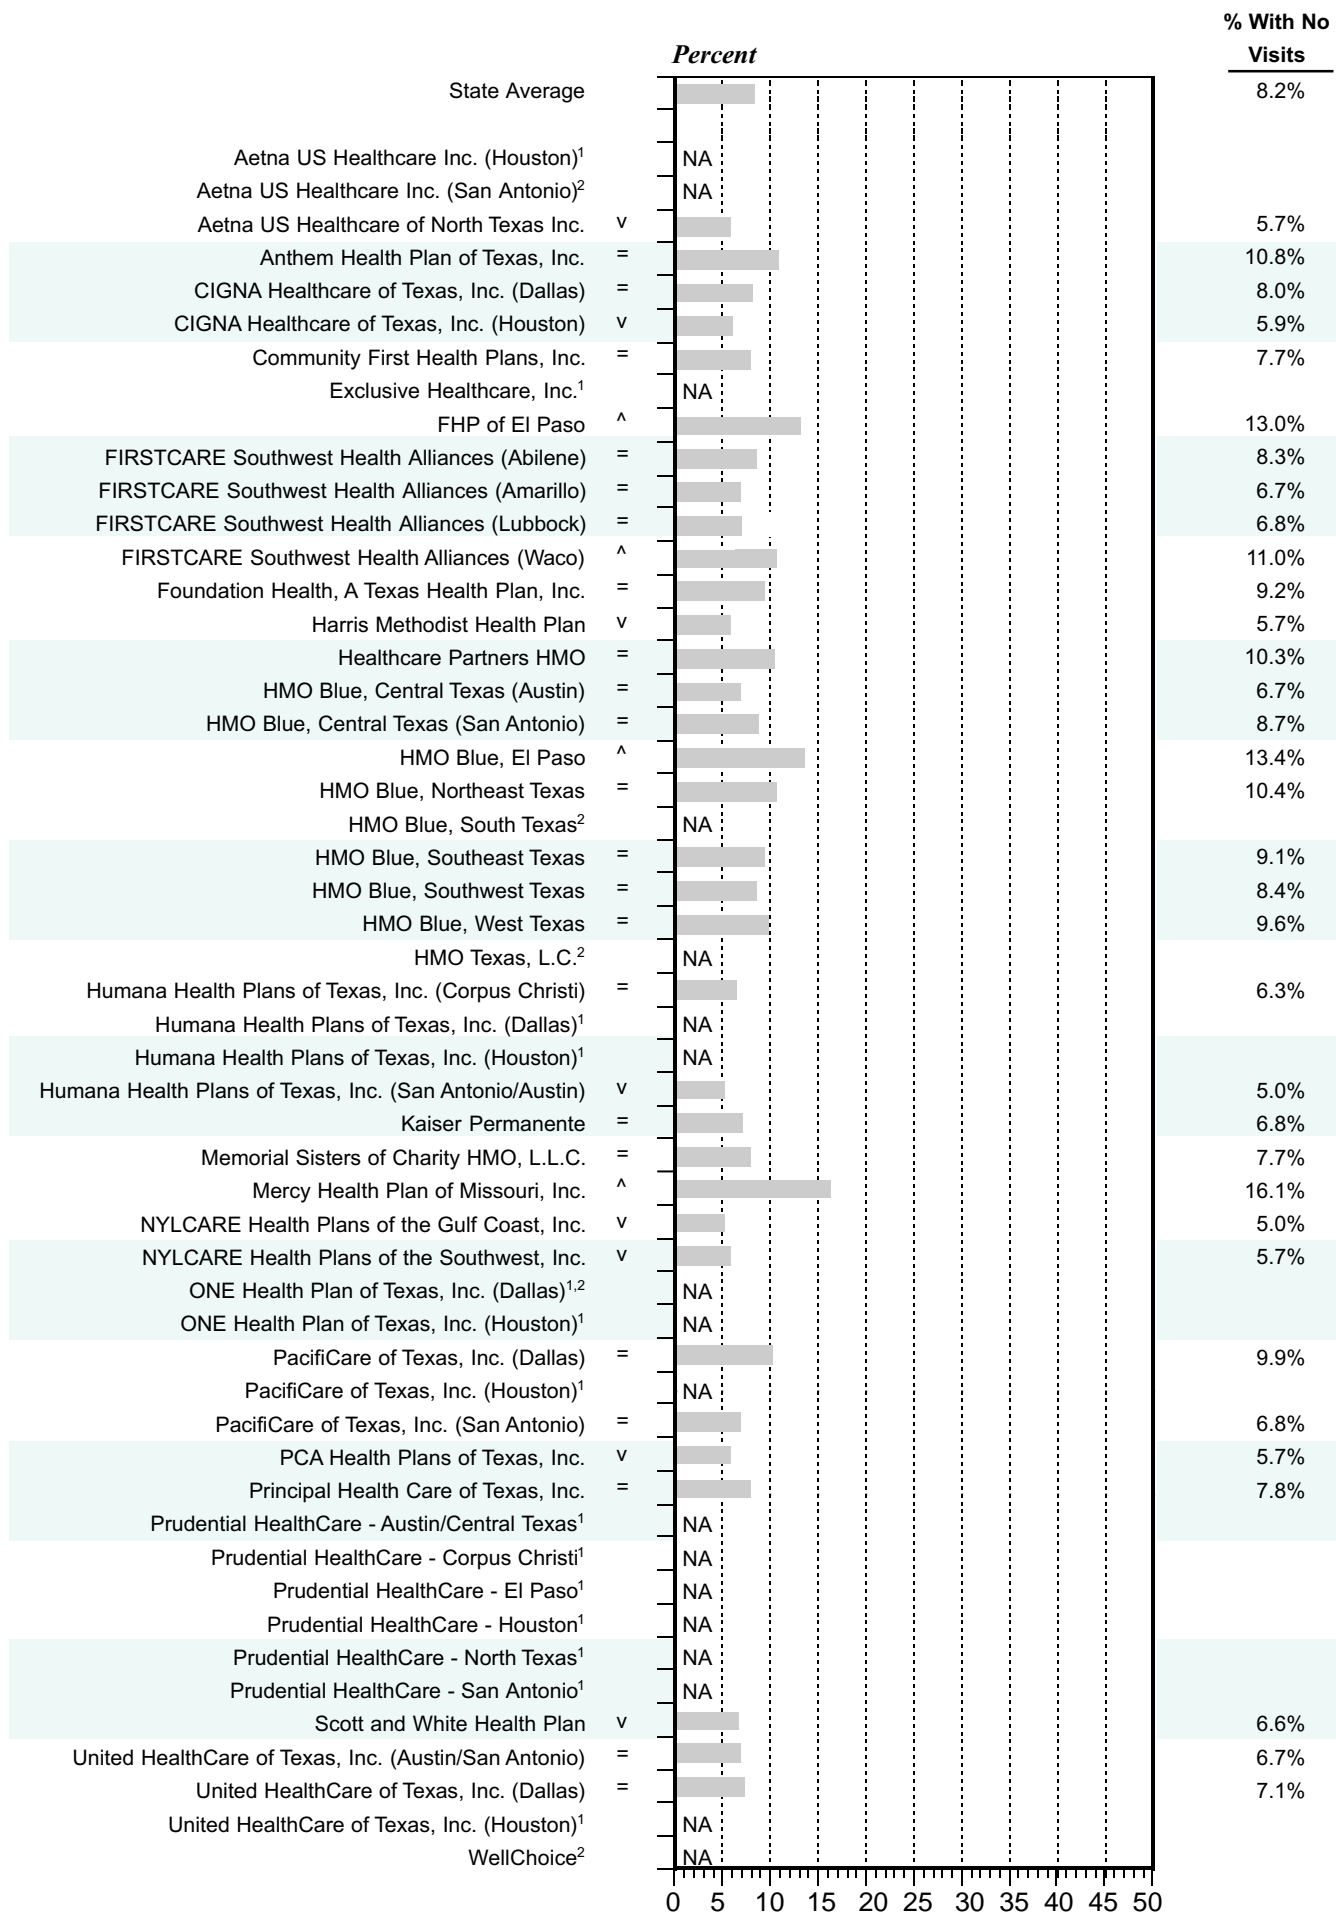 % With No
Percent Visits
State Average 8.2%
Aetna US Healthcare Inc. (Houston)¹ NA
Aetna US Healthcare Inc. (San Antonio)² NA
Aetna US Healthcare of North Texas Inc. v 5.7%
Anthem Health Plan of Texas, Inc. = 10.8%
CIGNA Healthcare of Texas, Inc. (Dallas) = 8.0%
CIGNA Healthcare of Texas, Inc. (Houston) v 5.9%
Community First Health Plans, Inc. = 7.7%
Exclusive Healthcare, Inc.¹ NA
FHP of El Paso ^ 13.0%
FIRSTCARE Southwest Health Alliances (Abilene) = 8.3%
FIRSTCARE Southwest Health Alliances (Amarillo) = 6.7%
FIRSTCARE Southwest Health Alliances (Lubbock) = 6.8%
FIRSTCARE Southwest Health Alliances (Waco) ^ 11.0%
Foundation Health, A Texas Health Plan, Inc. = 9.2%
Harris Methodist Health Plan v 5.7%
Healthcare Partners HMO = 10.3%
HMO Blue, Central Texas (Austin) = 6.7%
HMO Blue, Central Texas (San Antonio) = 8.7%
HMO Blue, El Paso ^ 13.4%
HMO Blue, Northeast Texas = 10.4%
HMO Blue, South Texas² NA
HMO Blue, Southeast Texas = 9.1%
HMO Blue, Southwest Texas = 8.4%
HMO Blue, West Texas = 9.6%
HMO Texas, L.C.² NA
Humana Health Plans of Texas, Inc. (Corpus Christi) = 6.3%
Humana Health Plans of Texas, Inc. (Dallas)¹ NA
Humana Health Plans of Texas, Inc. (Houston)¹ NA
Humana Health Plans of Texas, Inc. (San Antonio/Austin) v 5.0%
Kaiser Permanente = 6.8%
Memorial Sisters of Charity HMO, L.L.C. = 7.7%
Mercy Health Plan of Missouri, Inc. ^ 16.1%
NYLCARE Health Plans of the Gulf Coast, Inc. v 5.0%
NYLCARE Health Plans of the Southwest, Inc. v 5.7%
ONE Health Plan of Texas, Inc. (Dallas)¹,² NA
ONE Health Plan of Texas, Inc. (Houston)¹ NA
PacifiCare of Texas, Inc. (Dallas) = 9.9%
PacifiCare of Texas, Inc. (Houston)¹ NA
PacifiCare of Texas, Inc. (San Antonio) = 6.8%
PCA Health Plans of Texas, Inc. v 5.7%
Principal Health Care of Texas, Inc. = 7.8%
Prudential HealthCare - Austin/Central Texas¹ NA
Prudential HealthCare - Corpus Christi¹ NA
Prudential HealthCare - El Paso¹ NA
Prudential HealthCare - Houston¹ NA
Prudential HealthCare - North Texas¹ NA
Prudential HealthCare - San Antonio¹ NA
Scott and White Health Plan v 6.6%
United HealthCare of Texas, Inc. (Austin/San Antonio) = 6.7%
United HealthCare of Texas, Inc. (Dallas) = 7.1%
United HealthCare of Texas, Inc. (Houston)¹ NA
WellChoice² NA
0 5 10 15 20 25 30 35 40 45 50